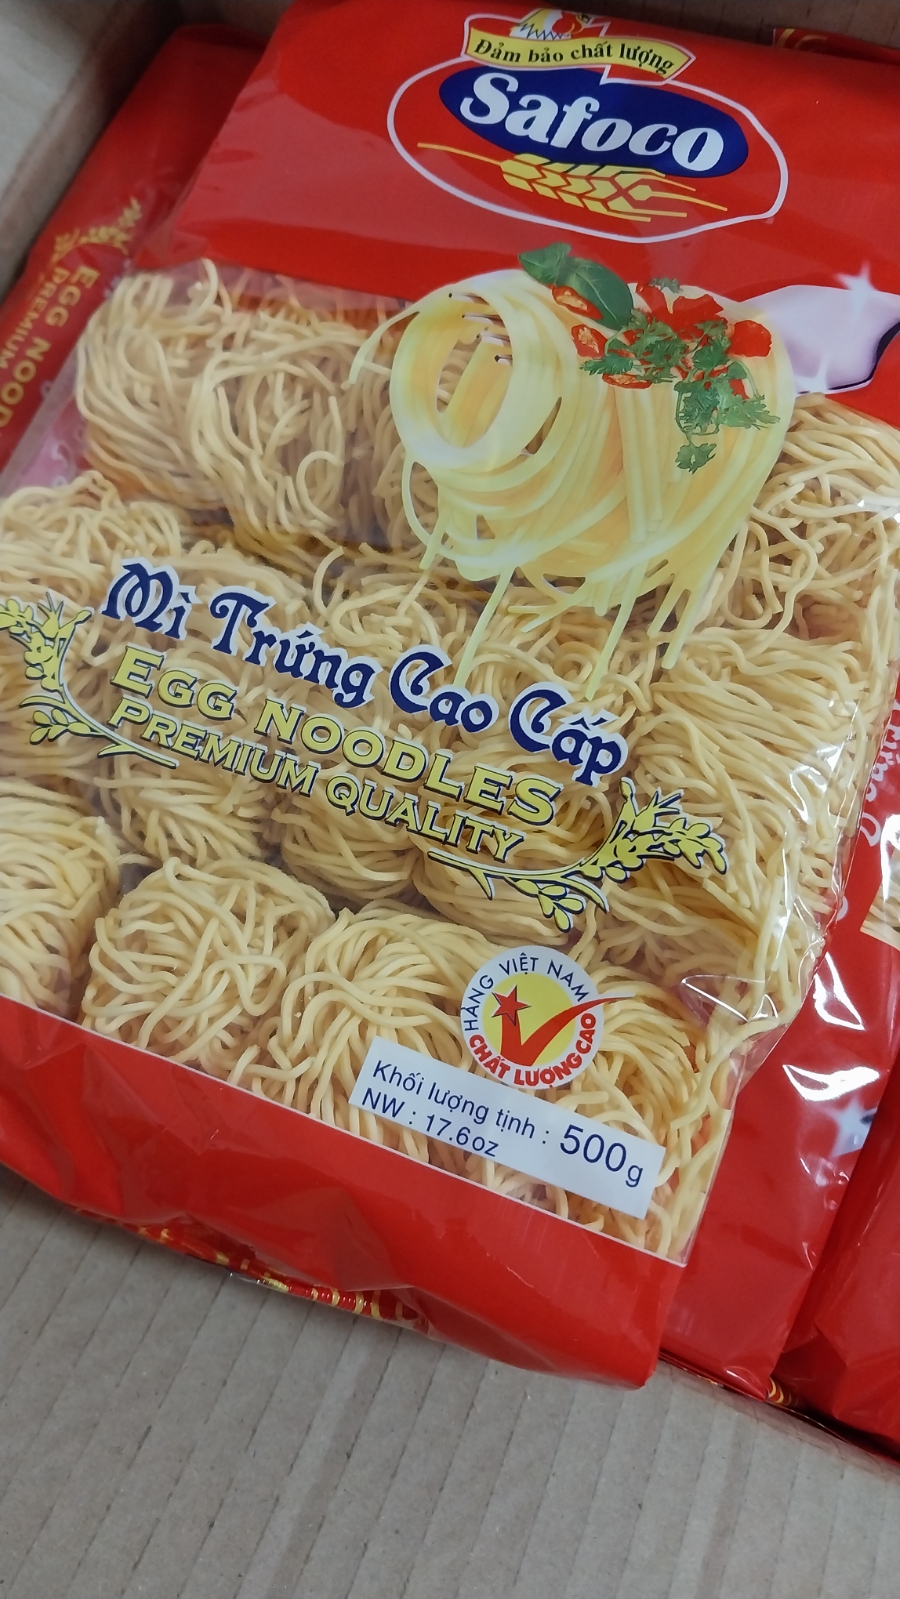 Đảm bảo chất lượng
Safoco
EGG NOOD
PREMIUM
Mì Trứng Cao Cấp
EGG NOODLES
PREMIUM QUALITY
HÀNG VIỆT NAM
CHẤT LƯỢNG CAO
Khối lượng tịnh : 500g
NW : 17.6oz